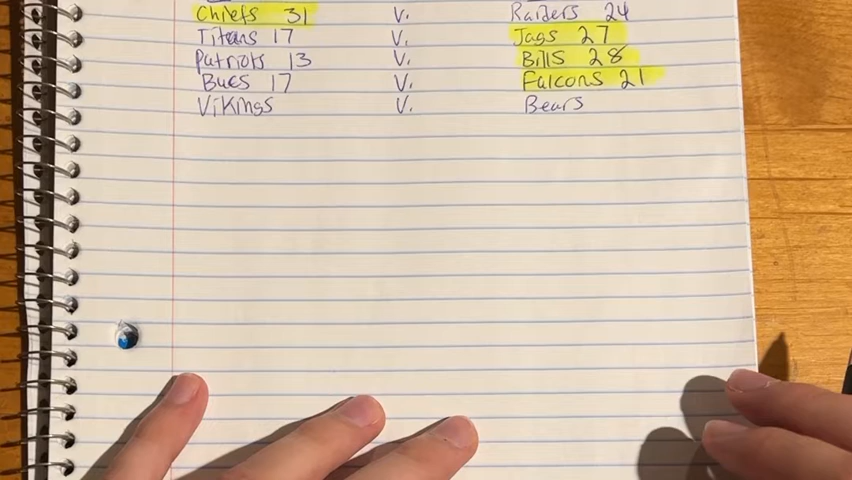 Chiefs 31 V. Raiders 24
Titans 17 V. Jags 27
Patriots 13 V. Bills 28
Bucs 17 V. Falcons 21
Vikings V. Bears